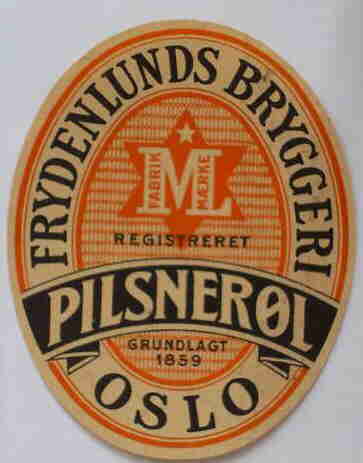 FRYDENLUNDS BRYGGERI
FABRIK ML MÆRKE
REGISTRERET
PILSNERØL
GRUNDLAGT
1859
OSLO